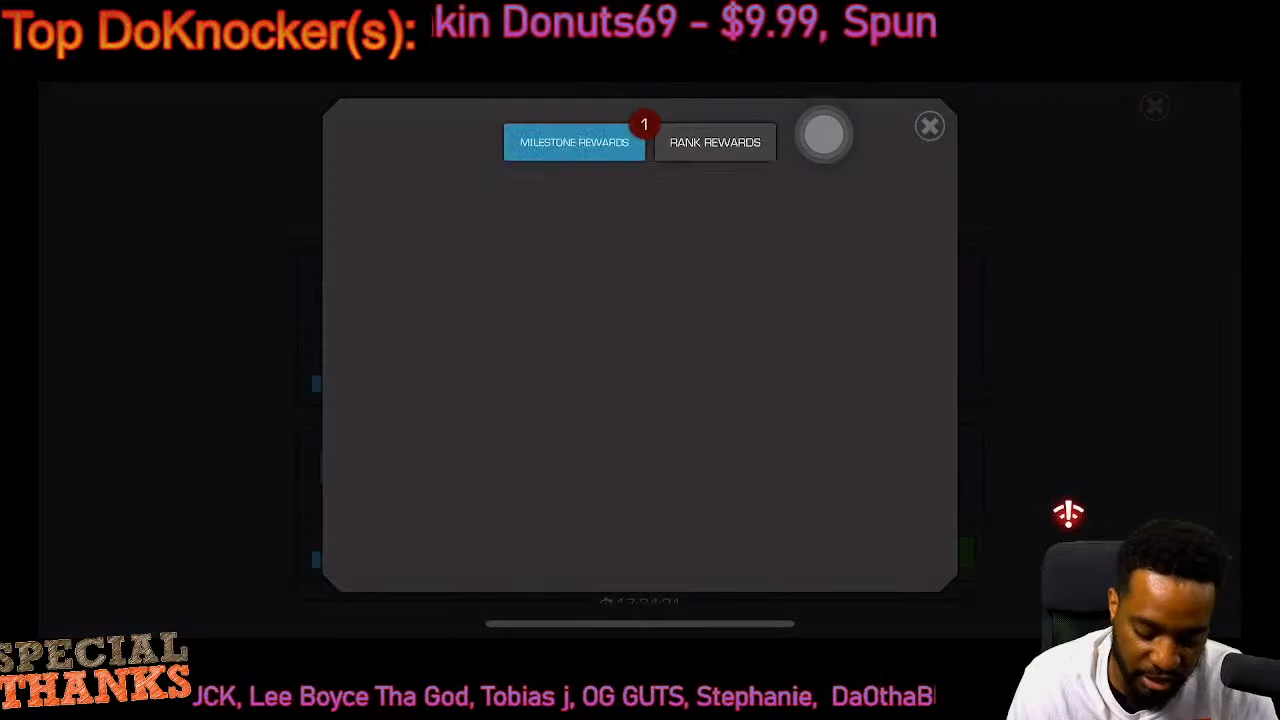 Top DoKnocker(s): kin Donuts69 - $9.99, Spun
1
MILESTONE REWARDS RANK REWARDS
SPECIAL
THANKS
JCK, Lee Boyce Tha God, Tobias j, OG GUTS, Stephanie, DaOthaB